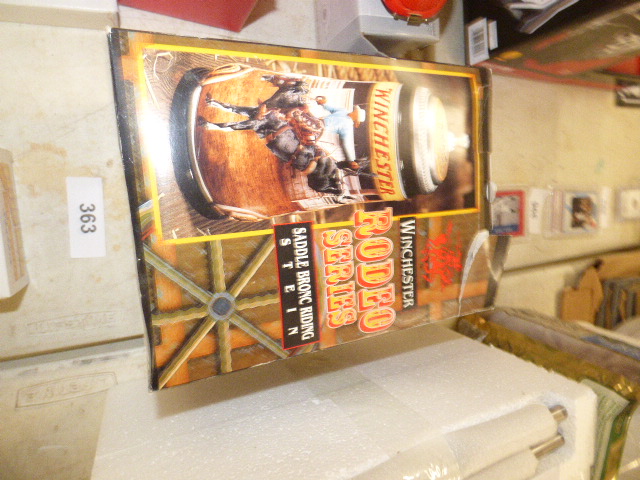 WINCHESTER
WINCHESTER
RODEO
SERIES
SADDLE BRONC RIDING
STEIN
363